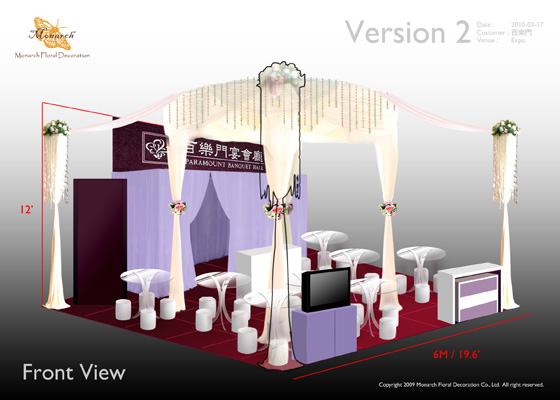 Monarch
Monarch Floral Decoration
Version 2
Date : 2010-03-17
Customer : 百樂門
Venue : Expo
百樂門宴會廳
PARAMOUNT BANQUET HALL
12'
6M / 19.6'
Front View
Copyright 2009 Monarch Floral Decoration Co., Ltd. All rights reserved.